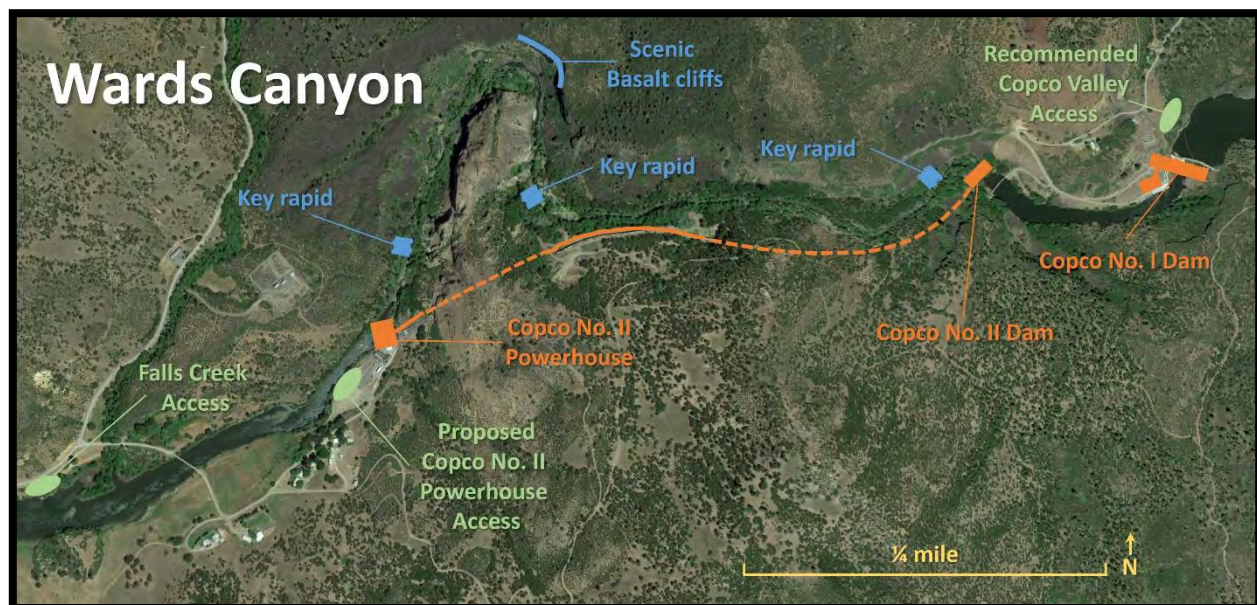 Wards Canyon
Scenic
Basalt cliffs
Recommended
Copco Valley
Access
Key rapid
Key rapid
Key rapid
Copco No. I Dam
Copco No. II Dam
Copco No. II
Powerhouse
Falls Creek
Access
Proposed
Copco No. II
Powerhouse
Access
¼ mile
N